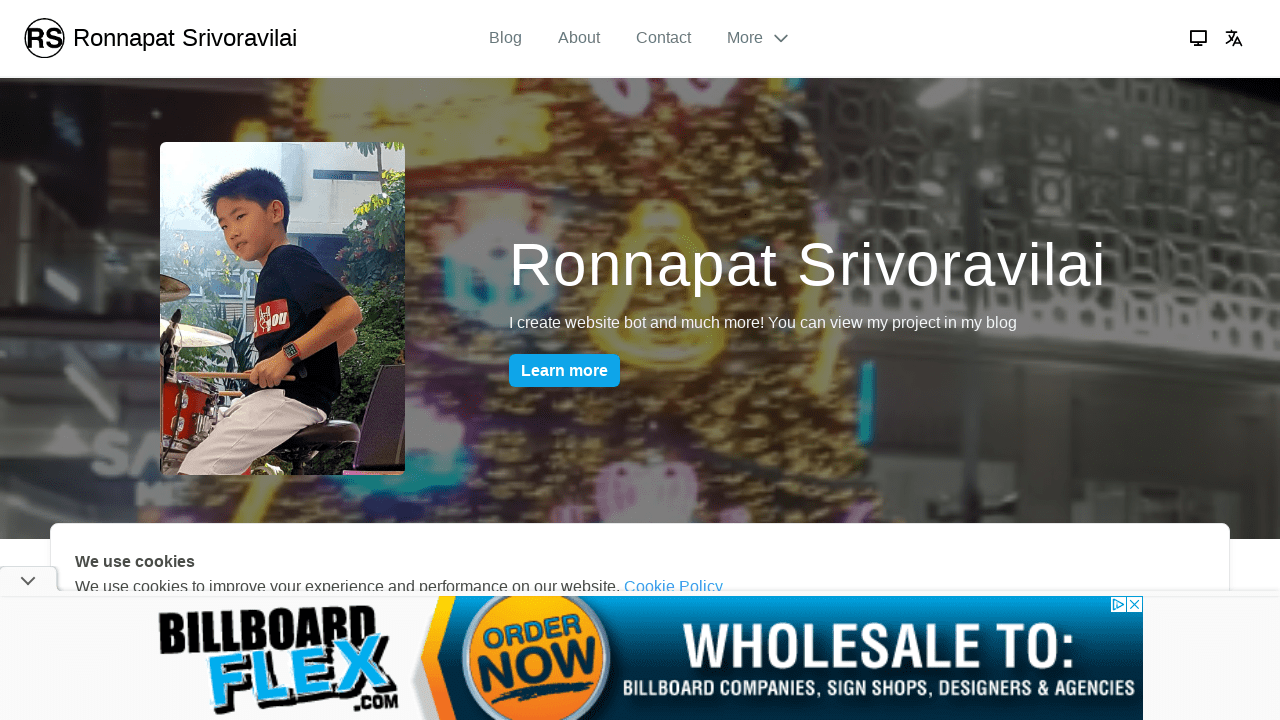 RS Ronnapat Srivoravilai
Blog
About
Contact
More
Ronnapat Srivoravilai
I create website bot and much more! You can view my project in my blog
Learn more
We use cookies
We use cookies to improve your experience and performance on our website. Cookie Policy
BILLBOARD
FLEX.COM
ORDER
NOW
WHOLESALE TO:
BILLBOARD COMPANIES, SIGN SHOPS, DESIGNERS & AGENCIES